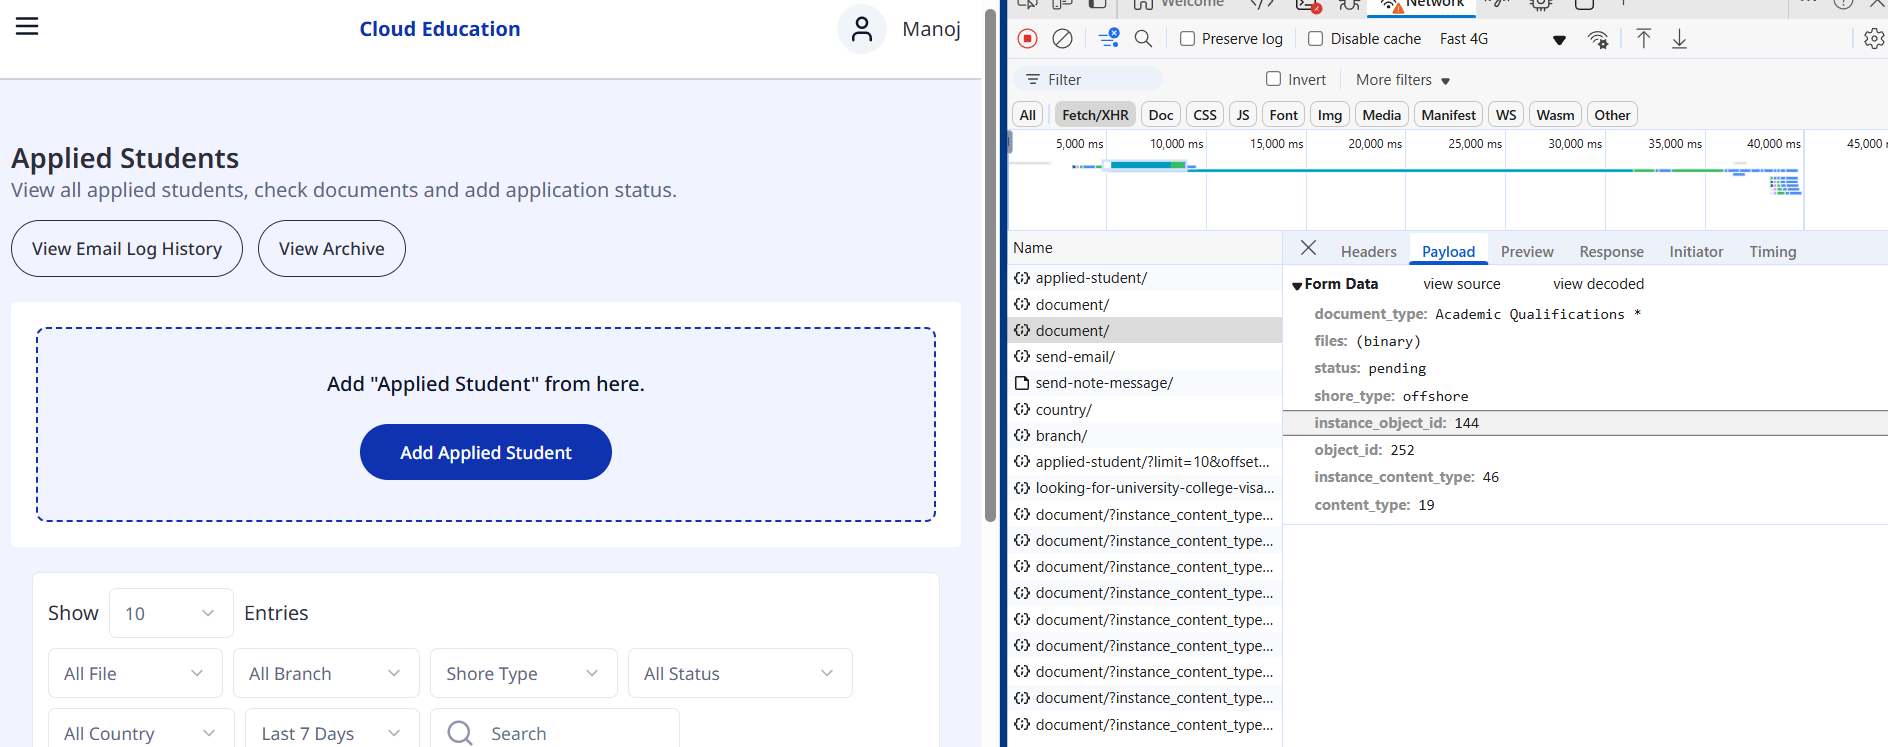 Cloud Education
Manoj
Applied Students
View all applied students, check documents and add application status.
View Email Log History
View Archive
Add "Applied Student" from here.
Add Applied Student
Show 10 Entries
All File
All Branch
Shore Type
All Status
All Country
Last 7 Days
Search
Welcome
Network
Preserve log
Disable cache
Fast 4G
Filter
Invert
More filters
All
Fetch/XHR
Doc
CSS
JS
Font
Img
Media
Manifest
WS
Wasm
Other
5,000 ms
10,000 ms
15,000 ms
20,000 ms
25,000 ms
30,000 ms
35,000 ms
40,000 ms
45,000
Name
applied-student/
document/
document/
send-email/
send-note-message/
country/
branch/
applied-student/?limit=10&offset...
looking-for-university-college-visa...
document/?instance_content_type...
document/?instance_content_type...
document/?instance_content_type...
document/?instance_content_type...
document/?instance_content_type...
document/?instance_content_type...
document/?instance_content_type...
document/?instance_content_type...
document/?instance_content_type...
Headers
Payload
Preview
Response
Initiator
Timing
Form Data
view source
view decoded
document_type: Academic Qualifications *
files: (binary)
status: pending
shore_type: offshore
instance_object_id: 144
object_id: 252
instance_content_type: 46
content_type: 19